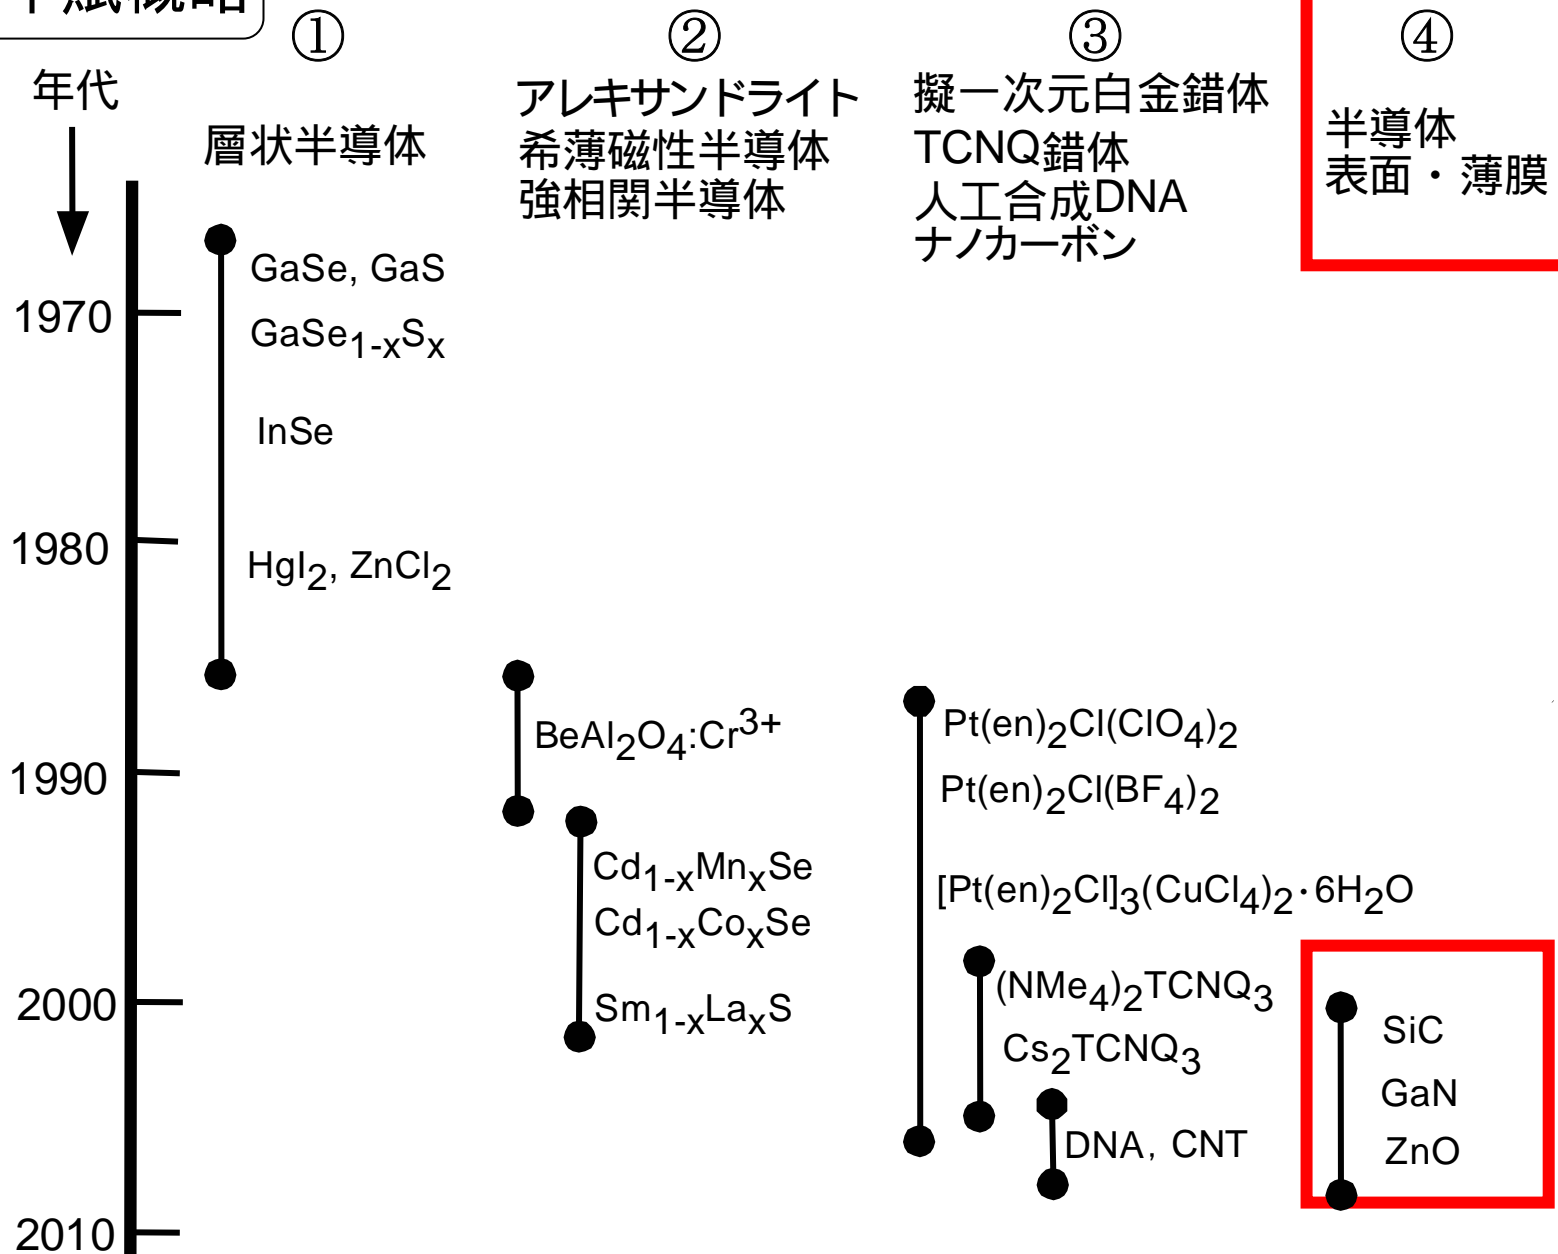 年代
①
層状半導体
GaSe, GaS
GaSe1-xSx
InSe
HgI2, ZnCl2
②
アレキサンドライト
希薄磁性半導体
強相関半導体
BeAl2O4:Cr3+
Cd1-xMnxSe
Cd1-xCoxSe
Sm1-xLaxS
③
擬一次元白金錯体
TCNQ錯体
人工合成DNA
ナノカーボン
Pt(en)2Cl(ClO4)2
Pt(en)2Cl(BF4)2
[Pt(en)2Cl]3(CuCl4)2・6H2O
(NMe4)2TCNQ3
Cs2TCNQ3
DNA, CNT
④
半導体
表面・薄膜
SiC
GaN
ZnO
1970
1980
1990
2000
2010